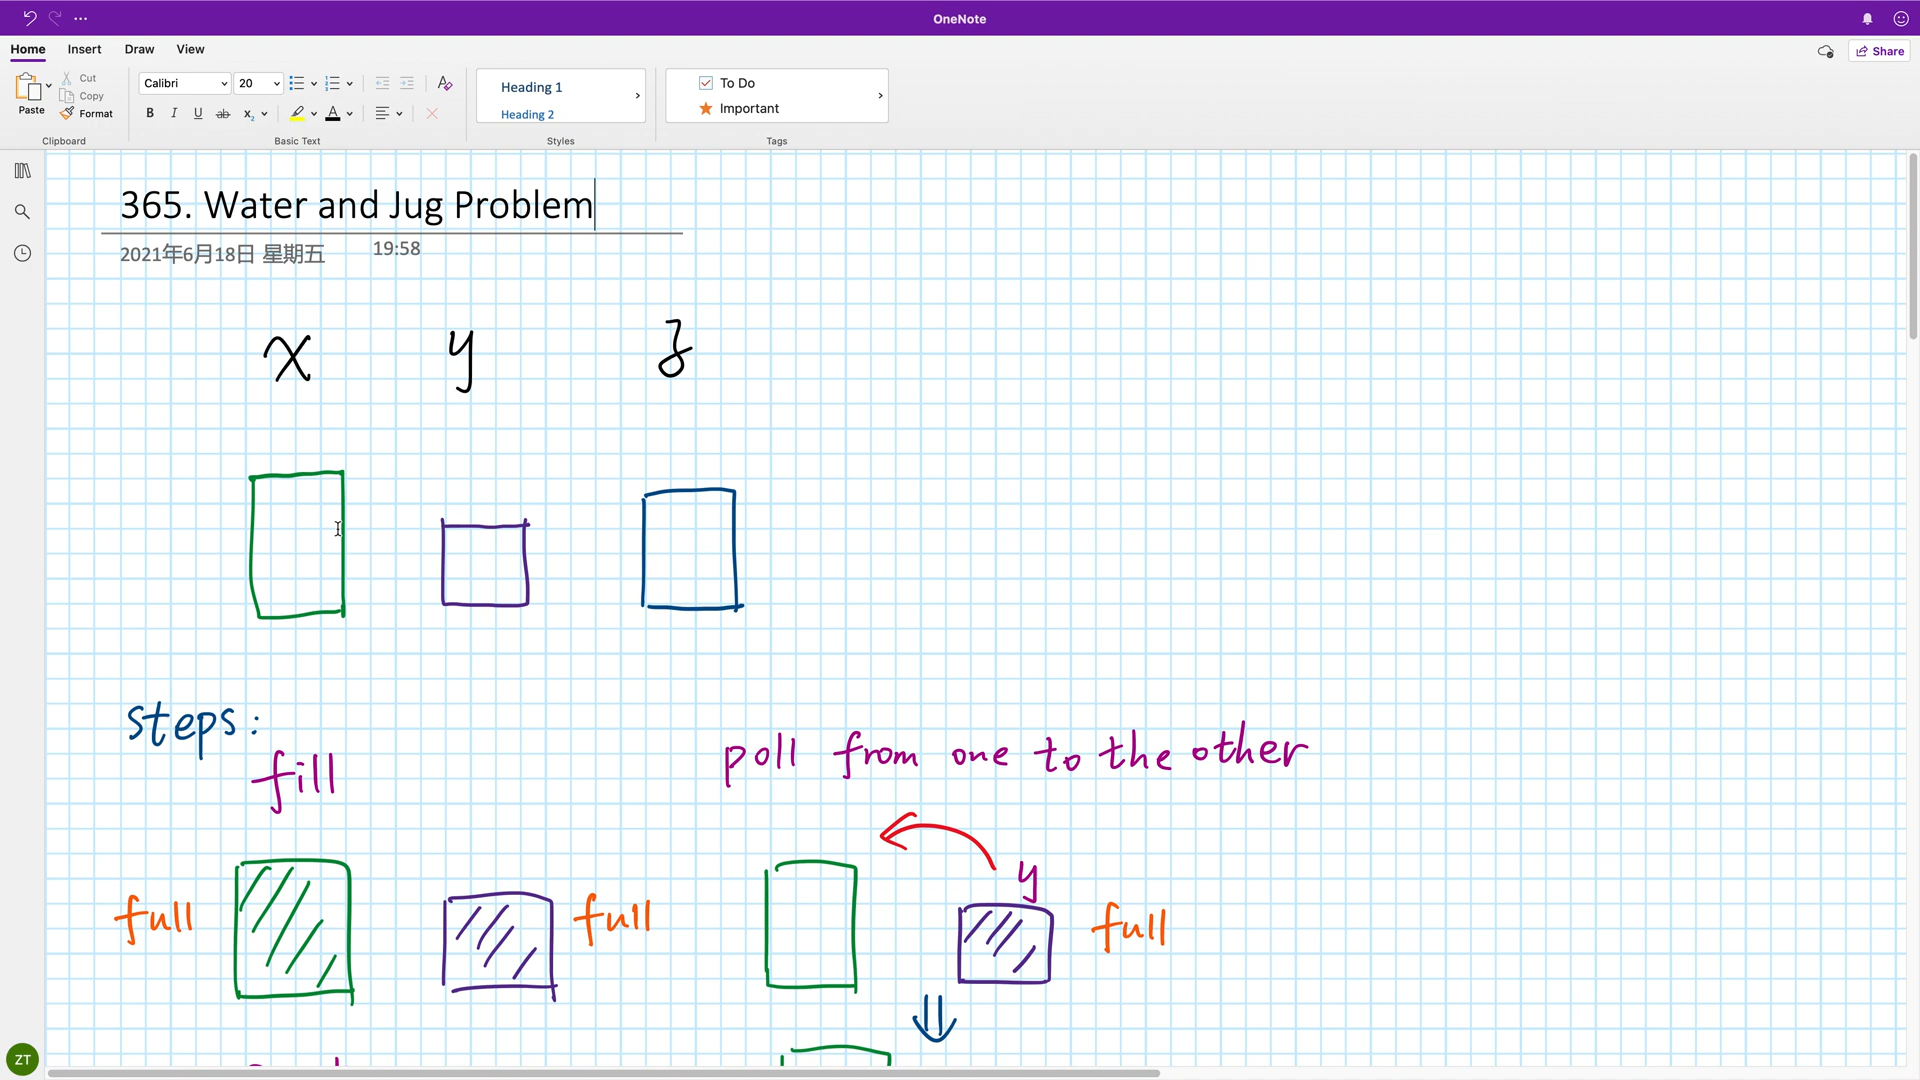 OneNote
Home Insert Draw View
Share
Paste
Cut
Copy
Format
Calibri 20
B I U ab x2 A
Heading 1
Heading 2
To Do
Important
Clipboard Basic Text Styles Tags
365. Water and Jug Problem
2021年6月18日 星期五 19:58
x y z
steps:
fill
poll from one to the other
y
full full full
ZT